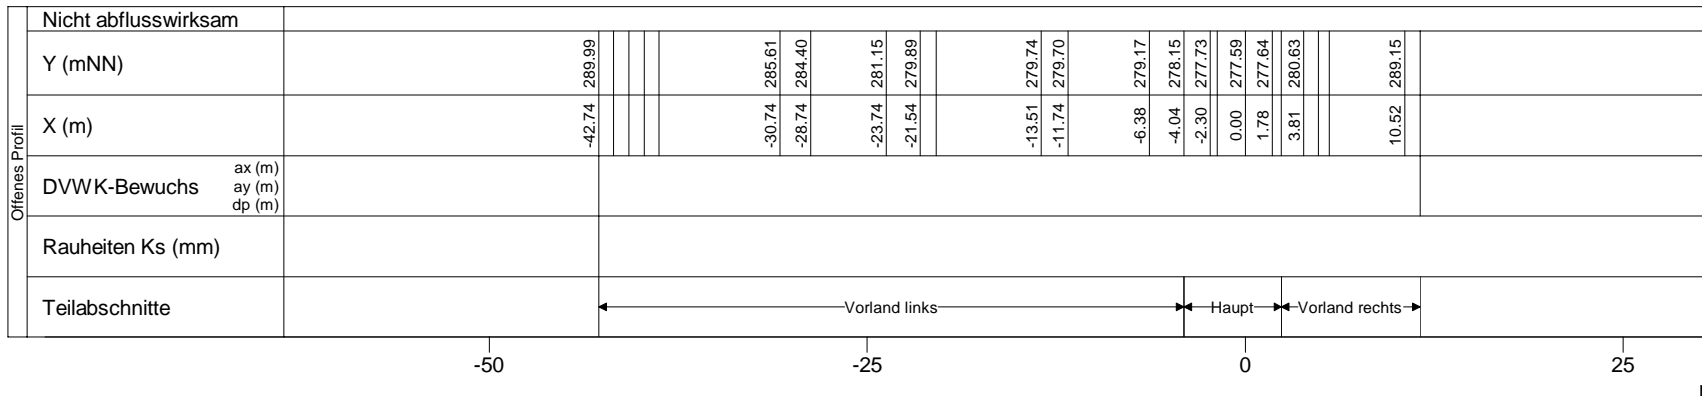 Offenes Profil
Nicht abflusswirksam
Y (mNN) 289.99 285.61 284.40 281.15 279.89 279.74 279.70 279.17 278.15 277.73 277.59 277.64 280.63 289.15
X (m) -42.74 -30.74 -28.74 -23.74 -21.54 -13.51 -11.74 -6.38 -4.04 -2.30 0.00 1.78 3.81 10.52
DVWK-Bewuchs
ax (m)
ay (m)
dp (m)
Rauheiten Ks (mm)
Teilabschnitte Vorland links Haupt Vorland rechts
-50 -25 0 25